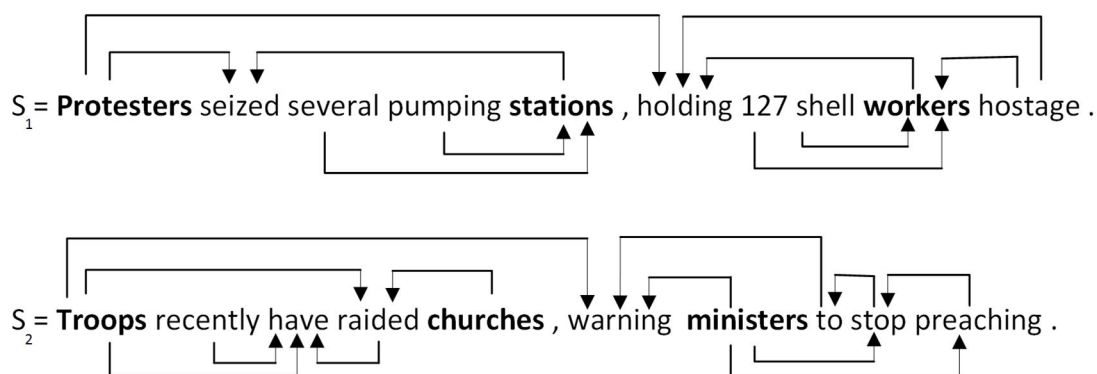 S₁ = Protesters seized several pumping stations , holding 127 shell workers hostage .
S₂ = Troops recently have raided churches , warning ministers to stop preaching .